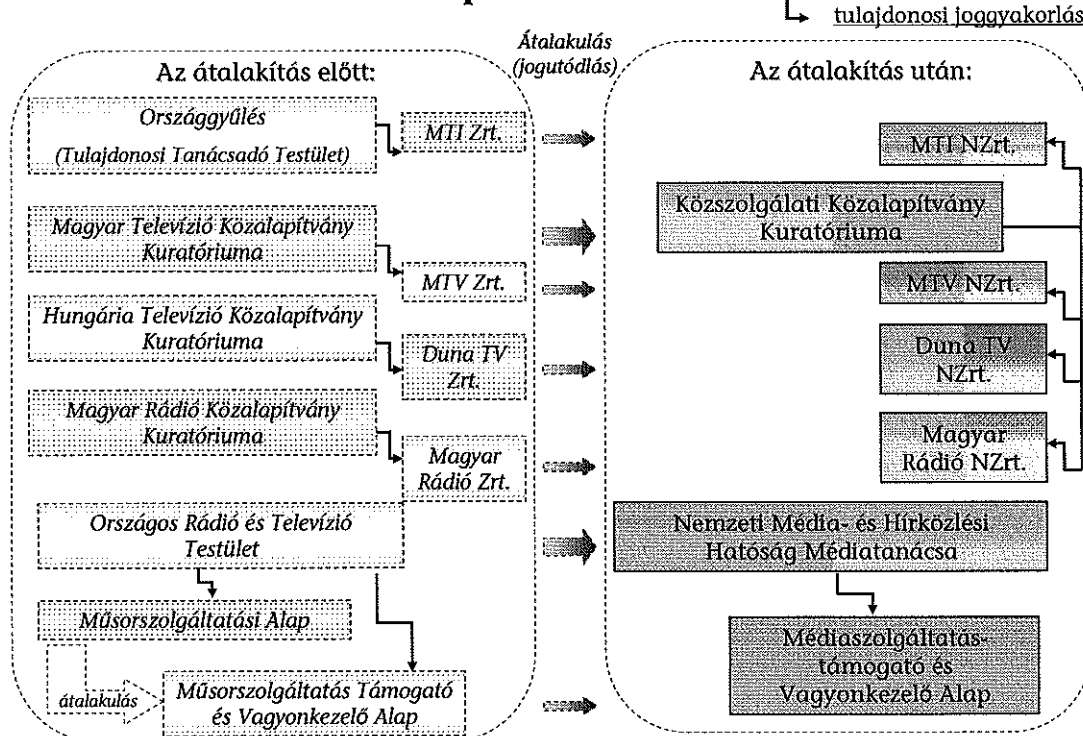 tulajdonosi joggyakorlás
Átalakulás
(jogutódlás)
Az átalakítás előtt:
Országgyűlés
(Tulajdonosi Tanácsadó Testület)
MTI Zrt.
Magyar Televízió Közalapítvány
Kuratóriuma
MTV Zrt.
Hungária Televízió Közalapítvány
Kuratóriuma
Duna TV
Zrt.
Magyar Rádió Közalapítvány
Kuratóriuma
Magyar
Rádió Zrt.
Országos Rádió és Televízió
Testület
Műsorszolgáltatási Alap
átalakulás
Műsorszolgáltatás Támogató
és Vagyonkezelő Alap
Az átalakítás után:
MTI NZrt.
Közszolgálati Közalapítvány
Kuratóriuma
MTV NZrt.
Duna TV
NZrt.
Magyar
Rádió NZrt.
Nemzeti Média- és Hírközlési
Hatóság Médiatanácsa
Médiaszolgáltatás-
támogató és
Vagyonkezelő Alap